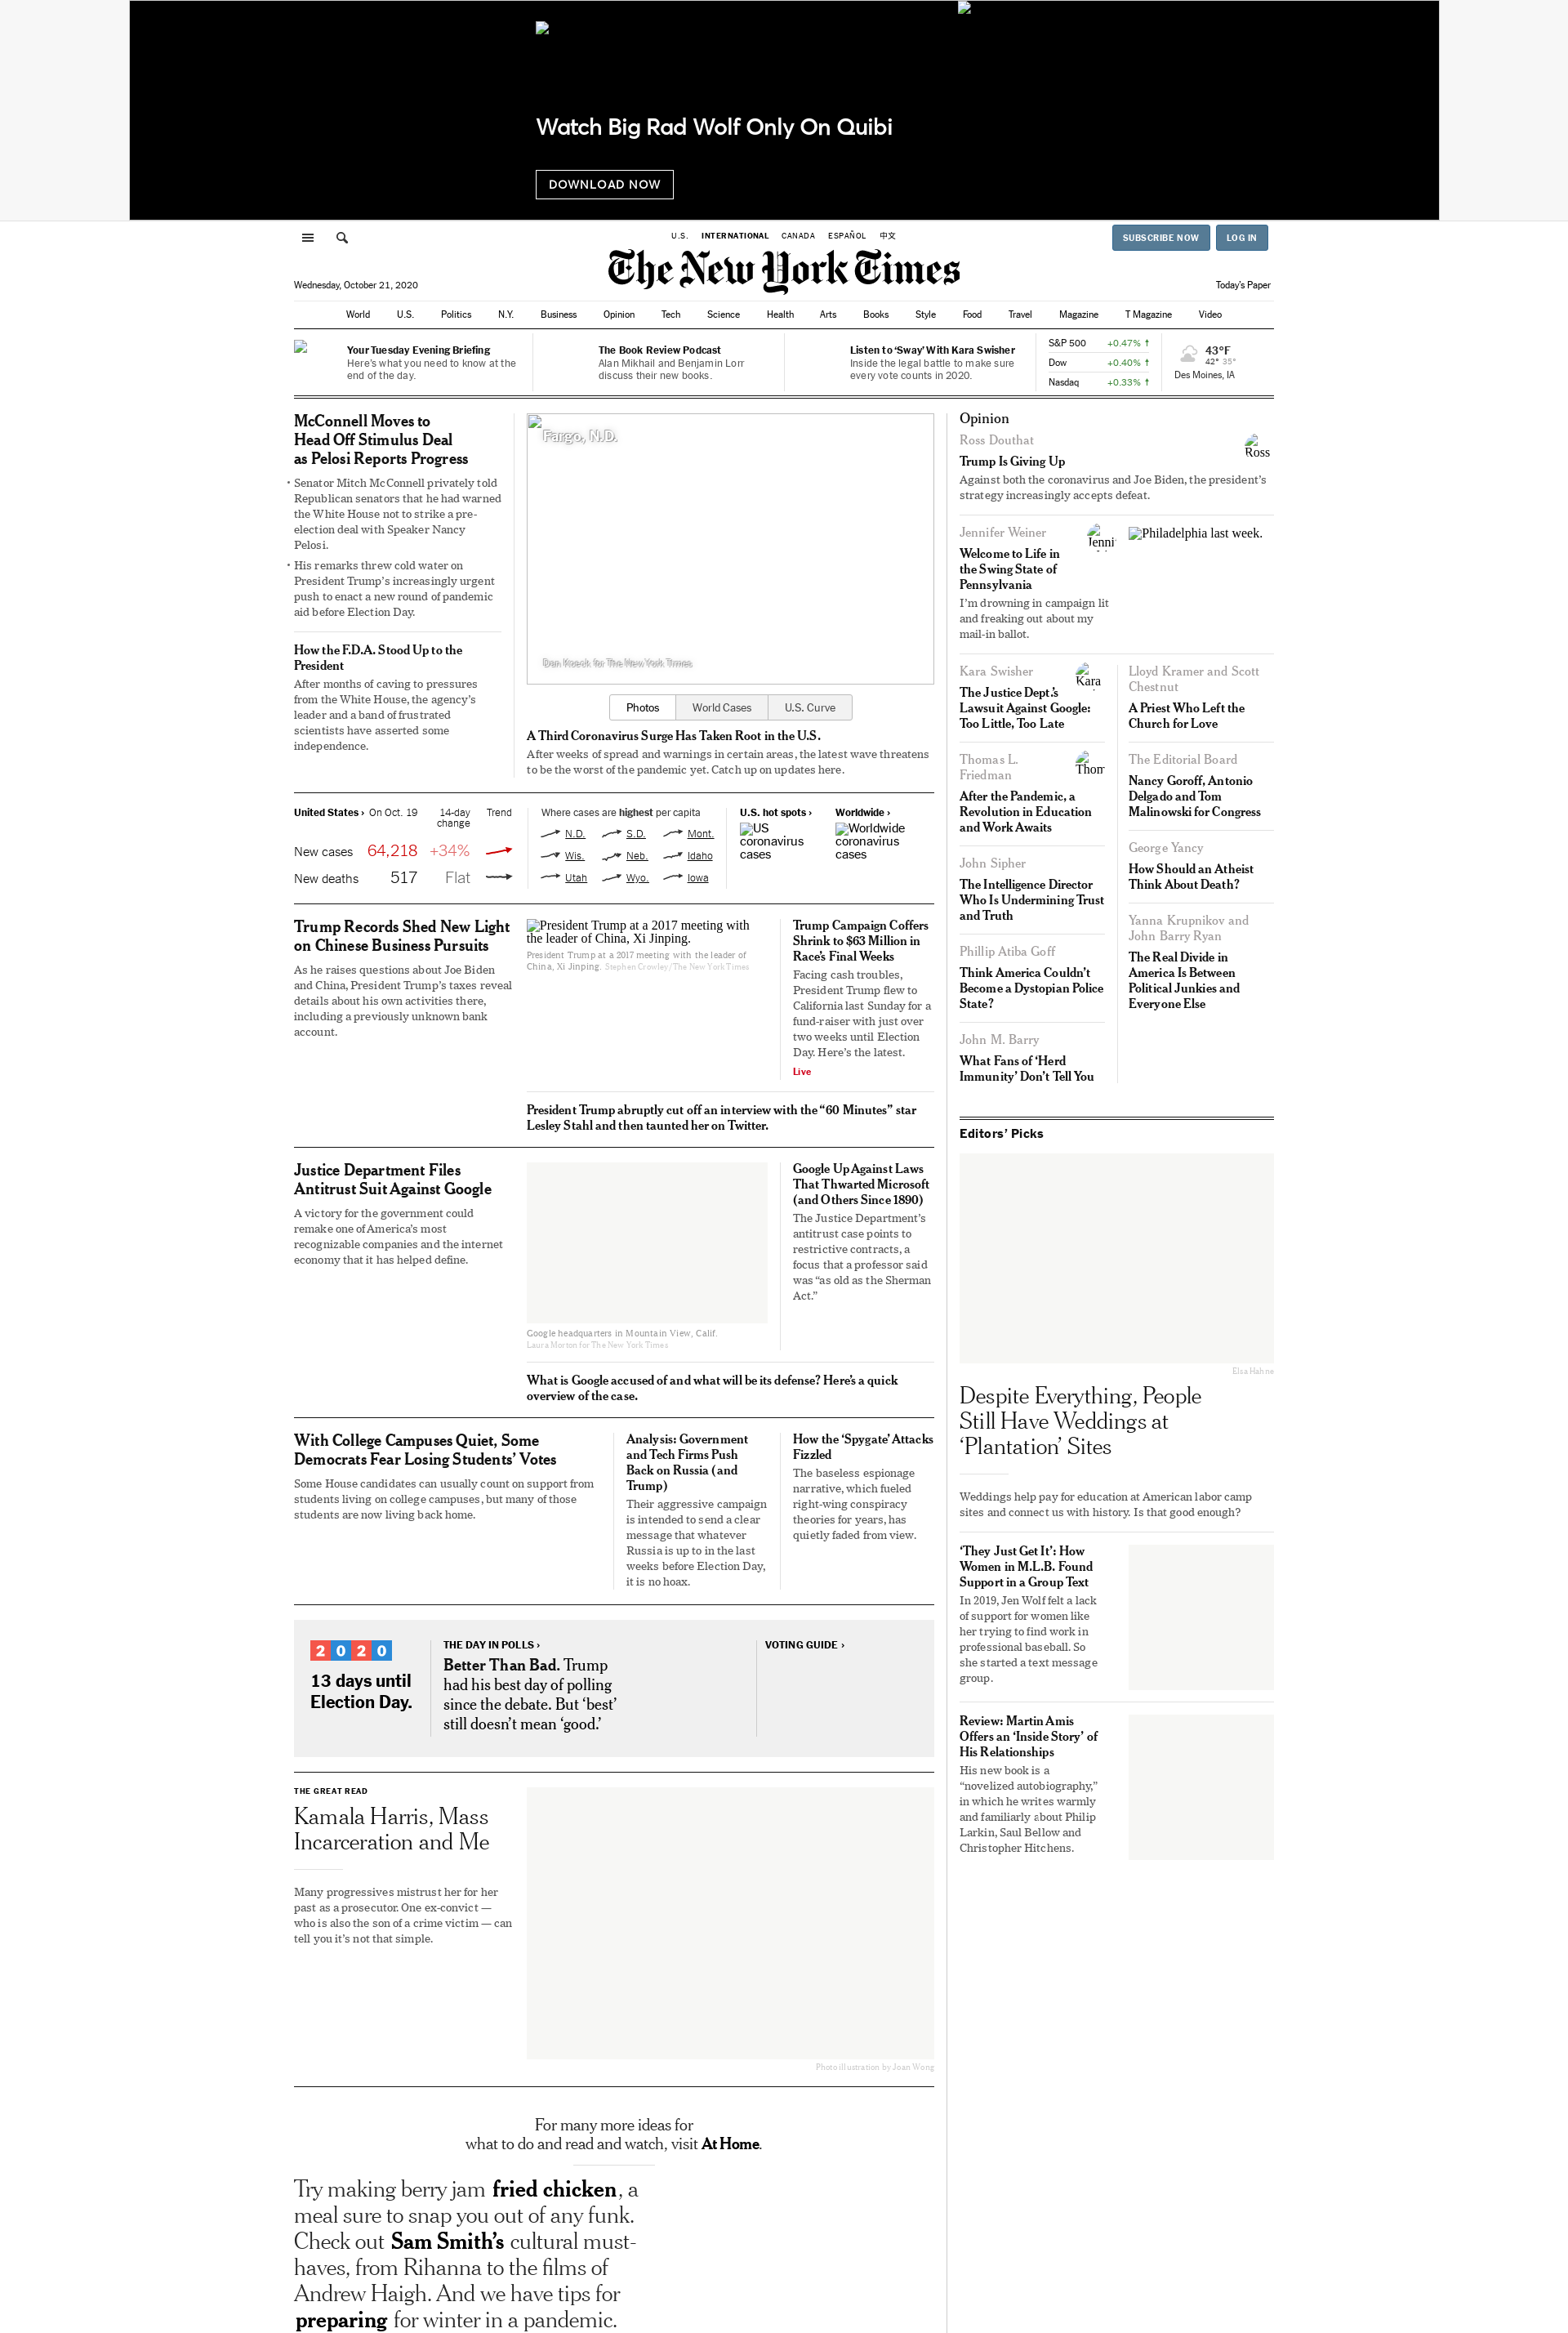 Watch Big Rad Wolf Only On Quibi
DOWNLOAD NOW
U.S. INTERNATIONAL CANADA ESPAÑOL 中文
SUBSCRIBE NOW LOG IN
The New York Times
Wednesday, October 21, 2020
Today's Paper
World U.S. Politics N.Y. Business Opinion Tech Science Health Arts Books Style Food Travel Magazine T Magazine Video
Your Tuesday Evening Briefing
Here's what you need to know at the
end of the day.
The Book Review Podcast
Alan Mikhail and Benjamin Lorr
discuss their new books.
Listen to ‘Sway’ With Kara Swisher
Inside the legal battle to make sure
every vote counts in 2020.
S&P 500 +0.47% ↑
Dow +0.40% ↑
Nasdaq +0.33% ↑
43°F
42° 35°
Des Moines, IA
McConnell Moves to
Head Off Stimulus Deal
as Pelosi Reports Progress
• Senator Mitch McConnell privately told
Republican senators that he had warned
the White House not to strike a pre-
election deal with Speaker Nancy
Pelosi.
• His remarks threw cold water on
President Trump’s increasingly urgent
push to enact a new round of pandemic
aid before Election Day.
How the F.D.A. Stood Up to the
President
After months of caving to pressures
from the White House, the agency’s
leader and a band of frustrated
scientists have asserted some
independence.
Fargo, N.D.
Dan Koeck for The New York Times
Photos World Cases U.S. Curve
A Third Coronavirus Surge Has Taken Root in the U.S.
After weeks of spread and warnings in certain areas, the latest wave threatens
to be the worst of the pandemic yet. Catch up on updates here.
United States › On Oct. 19 14-day
change Trend
New cases 64,218 +34%
New deaths 517 Flat
Where cases are highest per capita
N.D. S.D. Mont.
Wis. Neb. Idaho
Utah Wyo. Iowa
U.S. hot spots ›
US
coronavirus
cases
Worldwide ›
Worldwide
coronavirus
cases
Trump Records Shed New Light
on Chinese Business Pursuits
As he raises questions about Joe Biden
and China, President Trump’s taxes reveal
details about his own activities there,
including a previously unknown bank
account.
President Trump at a 2017 meeting with
the leader of China, Xi Jinping.
President Trump at a 2017 meeting with the leader of
China, Xi Jinping. Stephen Crowley/The New York Times
Trump Campaign Coffers
Shrink to $63 Million in
Race’s Final Weeks
Facing cash troubles,
President Trump flew to
California last Sunday for a
fund-raiser with just over
two weeks until Election
Day. Here’s the latest.
Live
President Trump abruptly cut off an interview with the “60 Minutes” star
Lesley Stahl and then taunted her on Twitter.
Justice Department Files
Antitrust Suit Against Google
A victory for the government could
remake one of America’s most
recognizable companies and the internet
economy that it has helped define.
Google headquarters in Mountain View, Calif.
Laura Morton for The New York Times
Google Up Against Laws
That Thwarted Microsoft
(and Others Since 1890)
The Justice Department’s
antitrust case points to
restrictive contracts, a
focus that a professor said
was “as old as the Sherman
Act.”
What is Google accused of and what will be its defense? Here’s a quick
overview of the case.
With College Campuses Quiet, Some
Democrats Fear Losing Students’ Votes
Some House candidates can usually count on support from
students living on college campuses, but many of those
students are now living back home.
Analysis: Government
and Tech Firms Push
Back on Russia (and
Trump)
Their aggressive campaign
is intended to send a clear
message that whatever
Russia is up to in the last
weeks before Election Day,
it is no hoax.
How the ‘Spygate’ Attacks
Fizzled
The baseless espionage
narrative, which fueled
right-wing conspiracy
theories for years, has
quietly faded from view.
2020
13 days until
Election Day.
THE DAY IN POLLS ›
Better Than Bad. Trump
had his best day of polling
since the debate. But ‘best’
still doesn’t mean ‘good.’
VOTING GUIDE ›
THE GREAT READ
Kamala Harris, Mass
Incarceration and Me
Many progressives mistrust her for her
past as a prosecutor. One ex-convict —
who is also the son of a crime victim — can
tell you it’s not that simple.
Photo illustration by Joan Wong
For many more ideas for
what to do and read and watch, visit At Home.
Try making berry jam fried chicken, a
meal sure to snap you out of any funk.
Check out Sam Smith’s cultural must-
haves, from Rihanna to the films of
Andrew Haigh. And we have tips for
preparing for winter in a pandemic.
Opinion
Ross Douthat
Ross
Trump Is Giving Up
Against both the coronavirus and Joe Biden, the president’s
strategy increasingly accepts defeat.
Jennifer Weiner
Jenni
Welcome to Life in
the Swing State of
Pennsylvania
I’m drowning in campaign lit
and freaking out about my
mail-in ballot.
Philadelphia last week.
Kara Swisher
Kara
The Justice Dept.’s
Lawsuit Against Google:
Too Little, Too Late
Thomas L.
Friedman
Thom
After the Pandemic, a
Revolution in Education
and Work Awaits
John Sipher
The Intelligence Director
Who Is Undermining Trust
and Truth
Phillip Atiba Goff
Think America Couldn’t
Become a Dystopian Police
State?
John M. Barry
What Fans of ‘Herd
Immunity’ Don’t Tell You
Lloyd Kramer and Scott
Chestnut
A Priest Who Left the
Church for Love
The Editorial Board
Nancy Goroff, Antonio
Delgado and Tom
Malinowski for Congress
George Yancy
How Should an Atheist
Think About Death?
Yanna Krupnikov and
John Barry Ryan
The Real Divide in
America Is Between
Political Junkies and
Everyone Else
Editors’ Picks
Elsa Hahne
Despite Everything, People
Still Have Weddings at
‘Plantation’ Sites
Weddings help pay for education at American labor camp
sites and connect us with history. Is that good enough?
‘They Just Get It’: How
Women in M.L.B. Found
Support in a Group Text
In 2019, Jen Wolf felt a lack
of support for women like
her trying to find work in
professional baseball. So
she started a text message
group.
Review: Martin Amis
Offers an ‘Inside Story’ of
His Relationships
His new book is a
“novelized autobiography,”
in which he writes warmly
and familiarly about Philip
Larkin, Saul Bellow and
Christopher Hitchens.